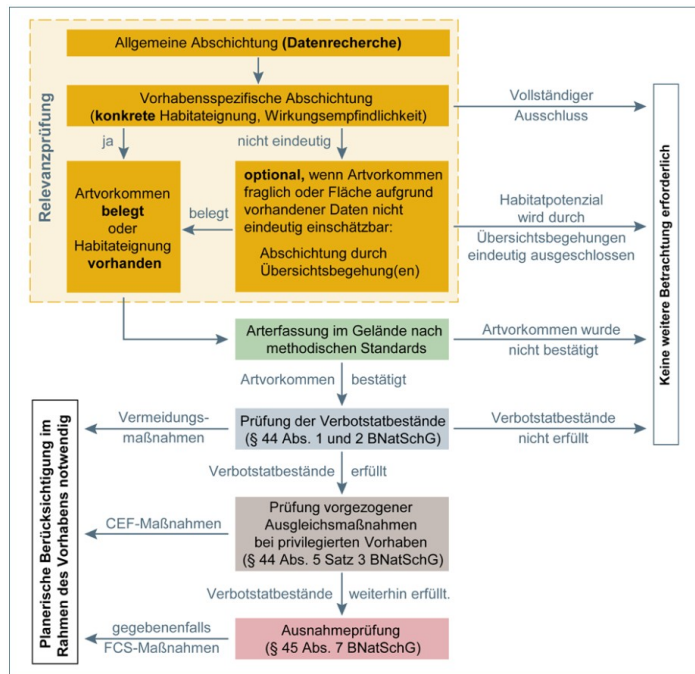 Allgemeine Abschichtung (Datenrecherche)
Relevanzprüfung
Vorhabensspezifische Abschichtung
(konkrete Habitateignung, Wirkungsempfindlichkeit)
Vollständiger
Ausschluss
ja
nicht eindeutig
Artvorkommen
belegt
oder
Habitateignung
vorhanden
belegt
optional, wenn Artvorkommen
fraglich oder Fläche aufgrund
vorhandener Daten nicht
eindeutig einschätzbar:
Abschichtung durch
Übersichtsbegehung(en)
Habitatpotenzial
wird durch
Übersichtsbegehungen
eindeutig ausgeschlossen
Keine weitere Betrachtung erforderlich
Arterfassung im Gelände nach
methodischen Standards
Artvorkommen wurde
nicht bestätigt
Artvorkommen bestätigt
Planerische Berücksichtigung im
Rahmen des Vorhabens notwendig
Vermeidungs-
maßnahmen
Prüfung der Verbotstatbestände
(§ 44 Abs. 1 und 2 BNatSchG)
Verbotstatbestände
nicht erfüllt
Verbotstatbestände erfüllt
CEF-Maßnahmen
Prüfung vorgezogener
Ausgleichsmaßnahmen
bei privilegierten Vorhaben
(§ 44 Abs. 5 Satz 3 BNatSchG)
Verbotstatbestände weiterhin erfüllt.
gegebenenfalls
FCS-Maßnahmen
Ausnahmeprüfung
(§ 45 Abs. 7 BNatSchG)